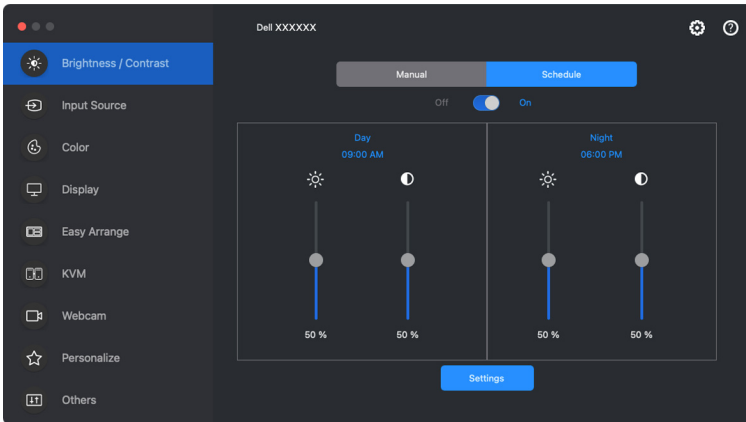 Dell XXXXXX
Brightness / Contrast
Input Source
Color
Display
Easy Arrange
KVM
Webcam
Personalize
Others
Manual
Schedule
Off
On
Day
09:00 AM
50 %
50 %
Night
06:00 PM
50 %
50 %
Settings